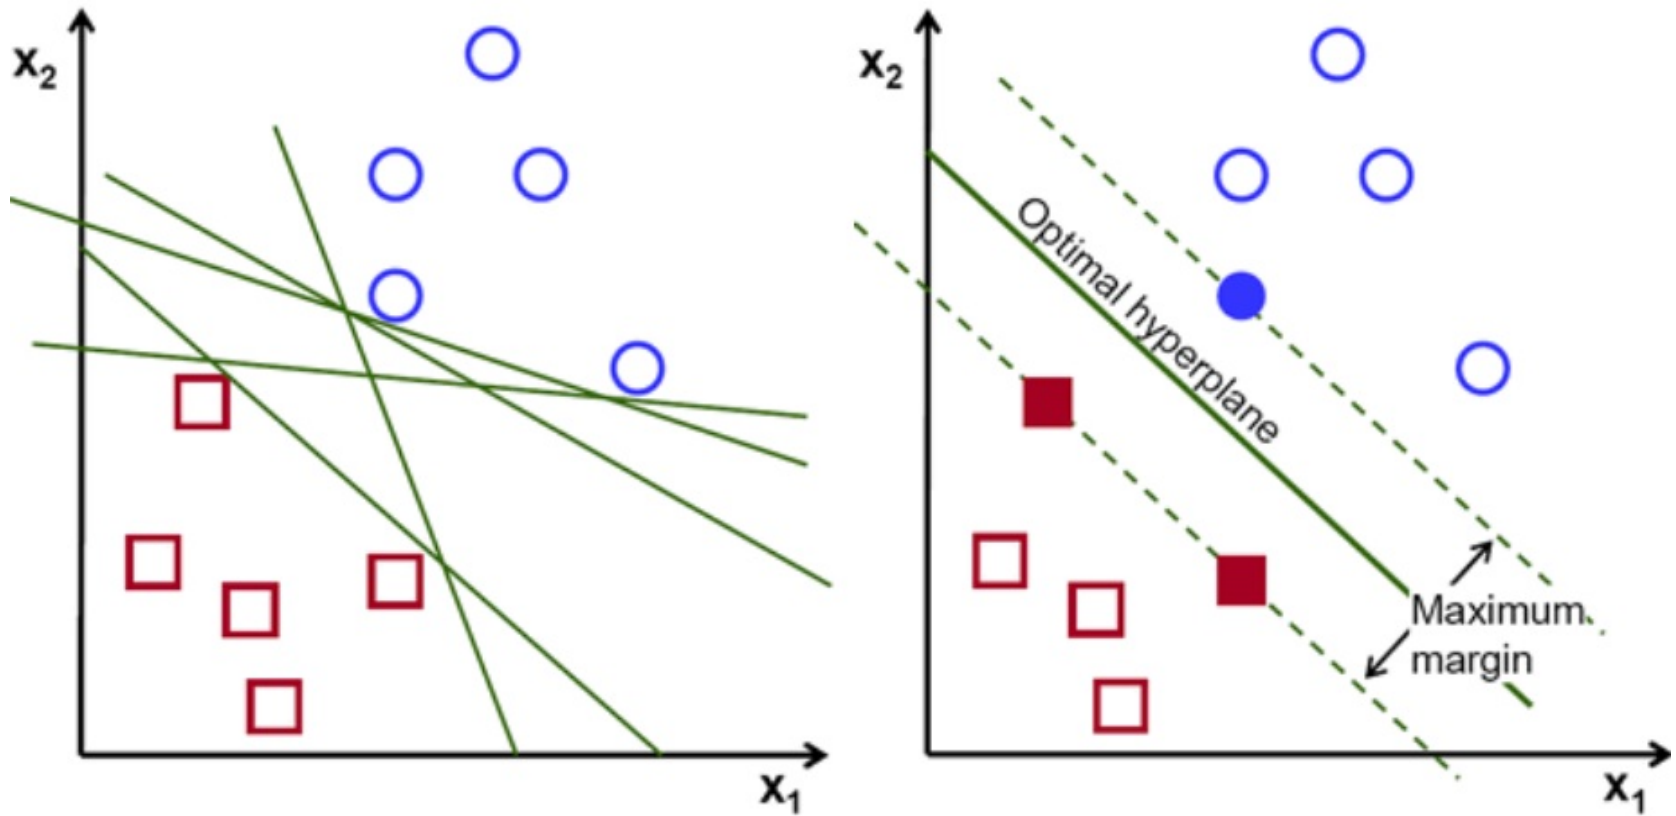 x₂
x₁
x₂
Optimal hyperplane
Maximum
margin
x₁